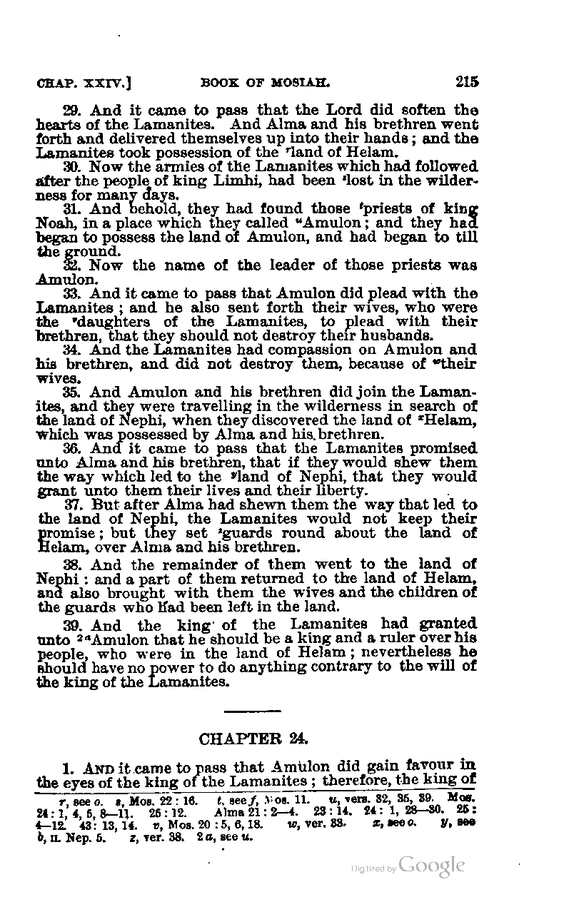 CHAP. XXIV.] BOOK OF MOSIAH. 215
29. And it came to pass that the Lord did soften the
hearts of the Lamanites. And Alma and his brethren went
forth and delivered themselves up into their hands; and the
Lamanites took possession of the ʳland of Helam.
30. Now the armies of the Lamanites which had followed
after the people of king Limhi, had been ˢlost in the wilder-
ness for many days.
31. And behold, they had found those ᵗpriests of king
Noah, in a place which they called ᵘAmulon; and they had
began to possess the land of Amulon, and had began to till
the ground.
32. Now the name of the leader of those priests was
Amulon.
33. And it came to pass that Amulon did plead with the
Lamanites; and he also sent forth their wives, who were
the ᵛdaughters of the Lamanites, to plead with their
brethren, that they should not destroy their husbands.
34. And the Lamanites had compassion on Amulon and
his brethren, and did not destroy them, because of ʷtheir
wives.
35. And Amulon and his brethren did join the Laman-
ites, and they were travelling in the wilderness in search of
the land of Nephi, when they discovered the land of ˣHelam,
which was possessed by Alma and his brethren.
36. And it came to pass that the Lamanites promised
unto Alma and his brethren, that if they would shew them
the way which led to the ʸland of Nephi, that they would
grant unto them their lives and their liberty.
37. But after Alma had shewn them the way that led to
the land of Nephi, the Lamanites would not keep their
promise; but they set ᶻguards round about the land of
Helam, over Alma and his brethren.
38. And the remainder of them went to the land of
Nephi: and a part of them returned to the land of Helam,
and also brought with them the wives and the children of
the guards who had been left in the land.
39. And the king of the Lamanites had granted
unto ²ᵃAmulon that he should be a king and a ruler over his
people, who were in the land of Helam; nevertheless he
should have no power to do anything contrary to the will of
the king of the Lamanites.
CHAPTER 24.
1. AND it came to pass that Amulon did gain favour in
the eyes of the king of the Lamanites; therefore, the king of
r, see o. s, Mos. 22:16. t, see f, Mos. 11. u, vers. 32, 35, 39. Mos.
24:1, 4, 5, 8—11. 25:12. Alma 21:2—4. 23:14. 24:1, 28—30. 25:
4—12. 43:13, 14. v, Mos. 20:5, 6, 18. w, ver. 33. x, see o. y, see
b, II. Nep. 5. z, ver. 38. 2a, see u.
Digitized by Google